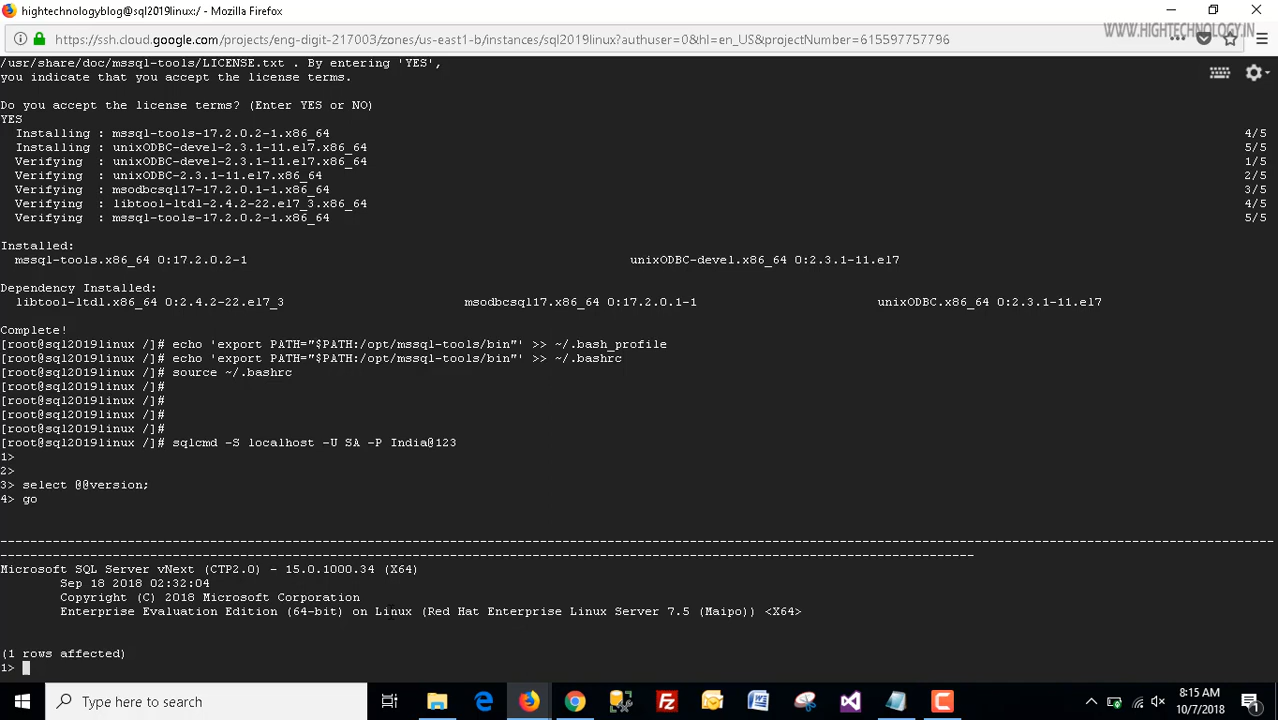 hightechnologyblog@sql2019linux:/ - Mozilla Firefox
WWW.HIGHTECHNOLOGY.IN
https://ssh.cloud.google.com/projects/eng-digit-217003/zones/us-east1-b/instances/sql2019linux?authuser=0&hl=en_US&projectNumber=615597757796
/usr/share/doc/mssql-tools/LICENSE.txt . By entering 'YES',
you indicate that you accept the license terms.
Do you accept the license terms? (Enter YES or NO)
YES
Installing : mssql-tools-17.2.0.2-1.x86_64 4/5
Installing : unixODBC-devel-2.3.1-11.el7.x86_64 5/5
Verifying : unixODBC-devel-2.3.1-11.el7.x86_64 1/5
Verifying : unixODBC-2.3.1-11.el7.x86_64 2/5
Verifying : msodbcsql17-17.2.0.1-1.x86_64 3/5
Verifying : libtool-ltdl-2.4.2-22.el7_3.x86_64 4/5
Verifying : mssql-tools-17.2.0.2-1.x86_64 5/5
Installed:
mssql-tools.x86_64 0:17.2.0.2-1 unixODBC-devel.x86_64 0:2.3.1-11.el7
Dependency Installed:
libtool-ltdl.x86_64 0:2.4.2-22.el7_3 msodbcsql17.x86_64 0:17.2.0.1-1 unixODBC.x86_64 0:2.3.1-11.el7
Complete!
[root@sql2019linux /]# echo 'export PATH="$PATH:/opt/mssql-tools/bin"' >> ~/.bash_profile
[root@sql2019linux /]# echo 'export PATH="$PATH:/opt/mssql-tools/bin"' >> ~/.bashrc
[root@sql2019linux /]# source ~/.bashrc
[root@sql2019linux /]#
[root@sql2019linux /]#
[root@sql2019linux /]#
[root@sql2019linux /]#
[root@sql2019linux /]# sqlcmd -S localhost -U SA -P India@123
1>
2>
3> select @@version;
4> go
Microsoft SQL Server vNext (CTP2.0) - 15.0.1000.34 (X64)
Sep 18 2018 02:32:04
Copyright (C) 2018 Microsoft Corporation
Enterprise Evaluation Edition (64-bit) on Linux (Red Hat Enterprise Linux Server 7.5 (Maipo)) <X64>
(1 rows affected)
1>
Type here to search
8:15 AM
10/7/2018
1